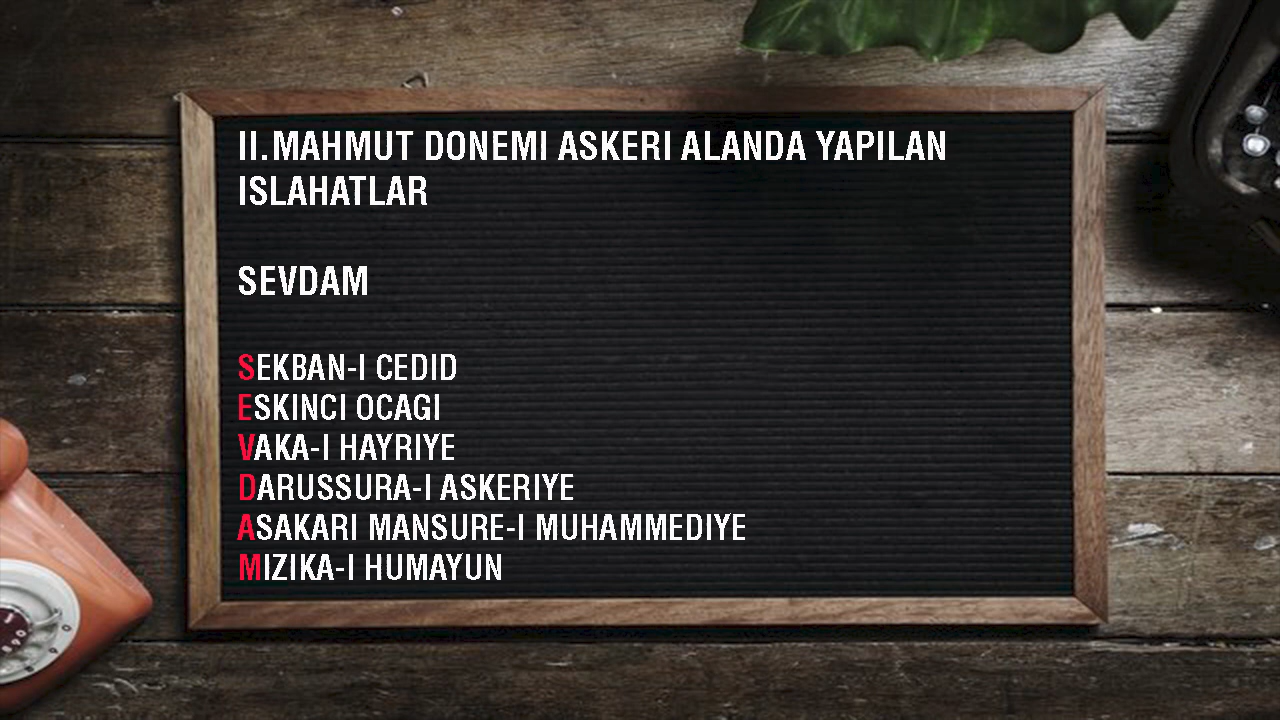 II.MAHMUT DONEMI ASKERI ALANDA YAPILAN
ISLAHATLAR
SEVDAM
SEKBAN-I CEDID
ESKINCI OCAGI
VAKA-I HAYRIYE
DARUSSURA-I ASKERIYE
ASAKARI MANSURE-I MUHAMMEDIYE
MIZIKA-I HUMAYUN